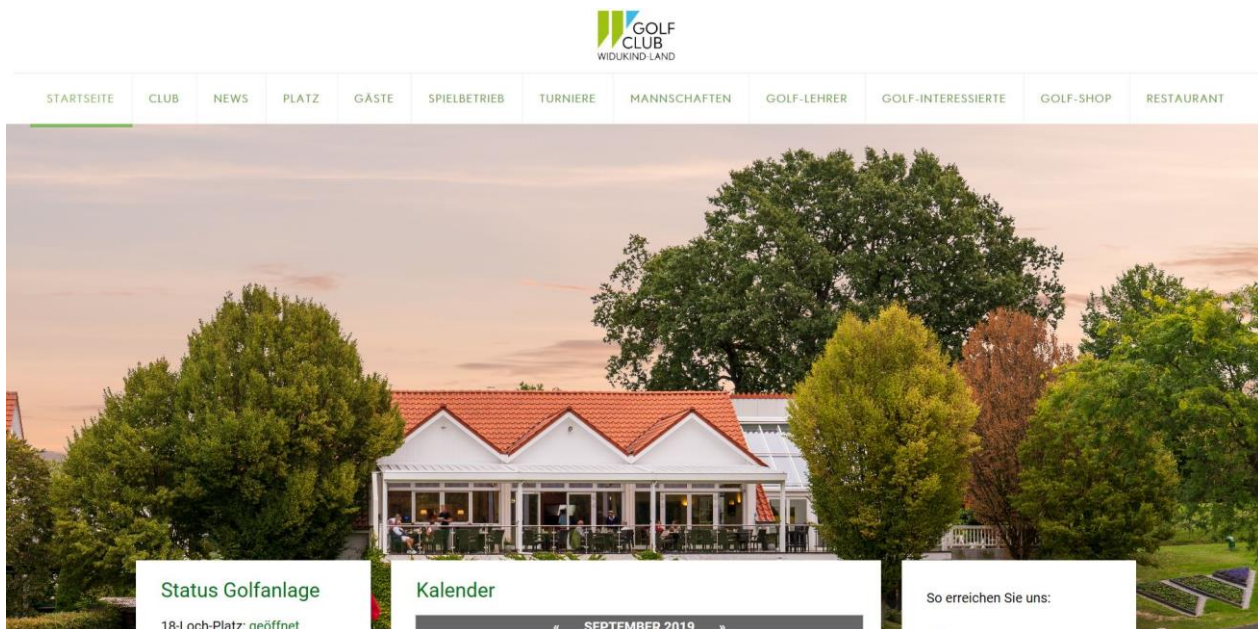 GOLF
CLUB
WIDUKIND-LAND
STARTSEITE
CLUB
NEWS
PLATZ
GÄSTE
SPIELBETRIEB
TURNIERE
MANNSCHAFTEN
GOLF-LEHRER
GOLF-INTERESSIERTE
GOLF-SHOP
RESTAURANT
Status Golfanlage
18-Loch-Platz: geöffnet
Kalender
« SEPTEMBER 2019 »
So erreichen Sie uns: